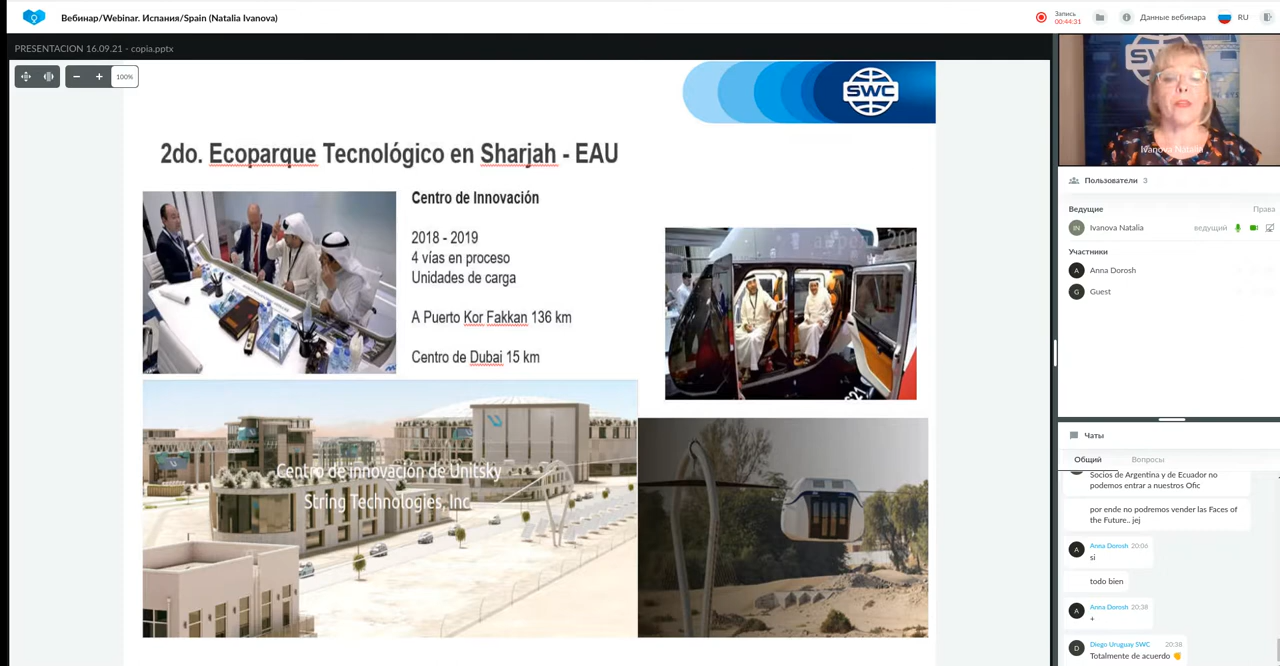 Вебинар/Webinar. Испания/Spain (Natalia Ivanova)
Запись
00:44:31
Данные вебинара
RU
PRESENTACION 16.09.21 - copia.pptx
100%
SWC
2do. Ecoparque Tecnológico en Sharjah - EAU
Centro de Innovación
2018 - 2019
4 vías en proceso
Unidades de carga
A Puerto Kor Fakkan 136 km
Centro de Dubai 15 km
Centro de innovación de Unitsky
String Technologies, Inc
Ivanova Natalia
Пользователи 3
Ведущие
Права
IN
Ivanova Natalia
ведущий
Участники
A
Anna Dorosh
G
Guest
Чаты
Общий
Вопросы
Socios de Argentina y de Ecuador no
podemos entrar a nuestros Ofic
por ende no podremos vender las Faces of
the Future.. jej
A
Anna Dorosh 20:06
si
todo bien
A
Anna Dorosh 20:38
+
D
Diego Uruguay SWC 20:38
Totalmente de acuerdo